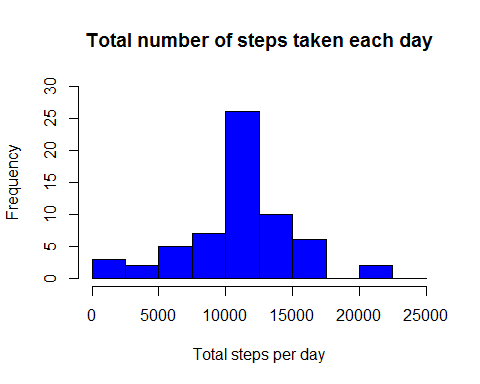 Total number of steps taken each day
Frequency
30
25
20
15
10
5
0
0 5000 10000 15000 20000 25000
Total steps per day